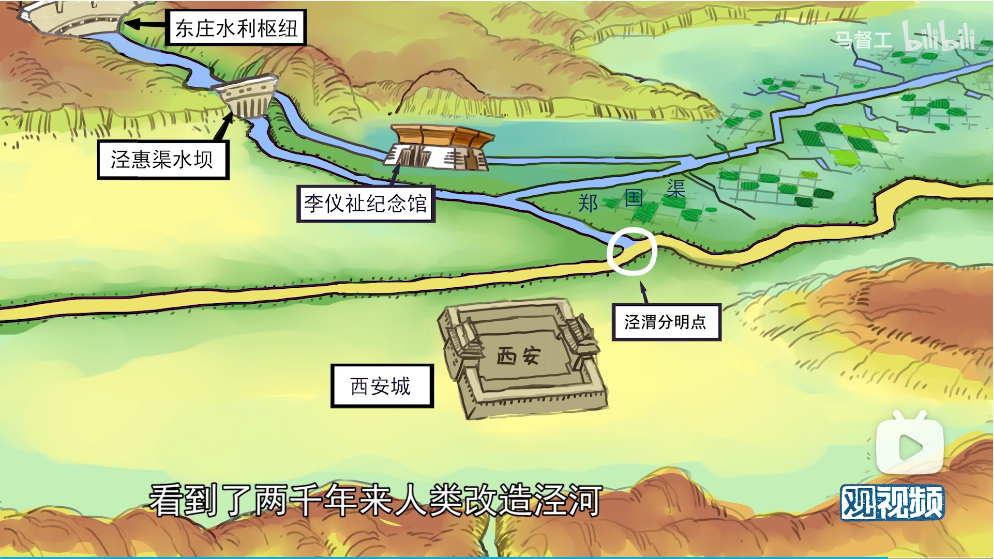 东庄水利枢纽
马督工 bilibili
泾惠渠水坝
李仪祉纪念馆
郑国渠
泾渭分明点
西安
西安城
看到了两千年来人类改造泾河
观视频